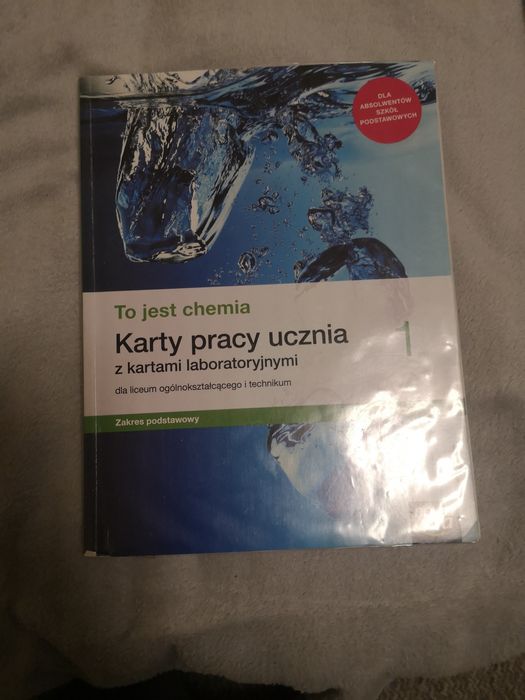 DLA
ABSOLWENTÓW
SZKÓŁ
PODSTAWOWYCH
To jest chemia
Karty pracy ucznia 1
z kartami laboratoryjnymi
dla liceum ogólnokształcącego i technikum
Zakres podstawowy